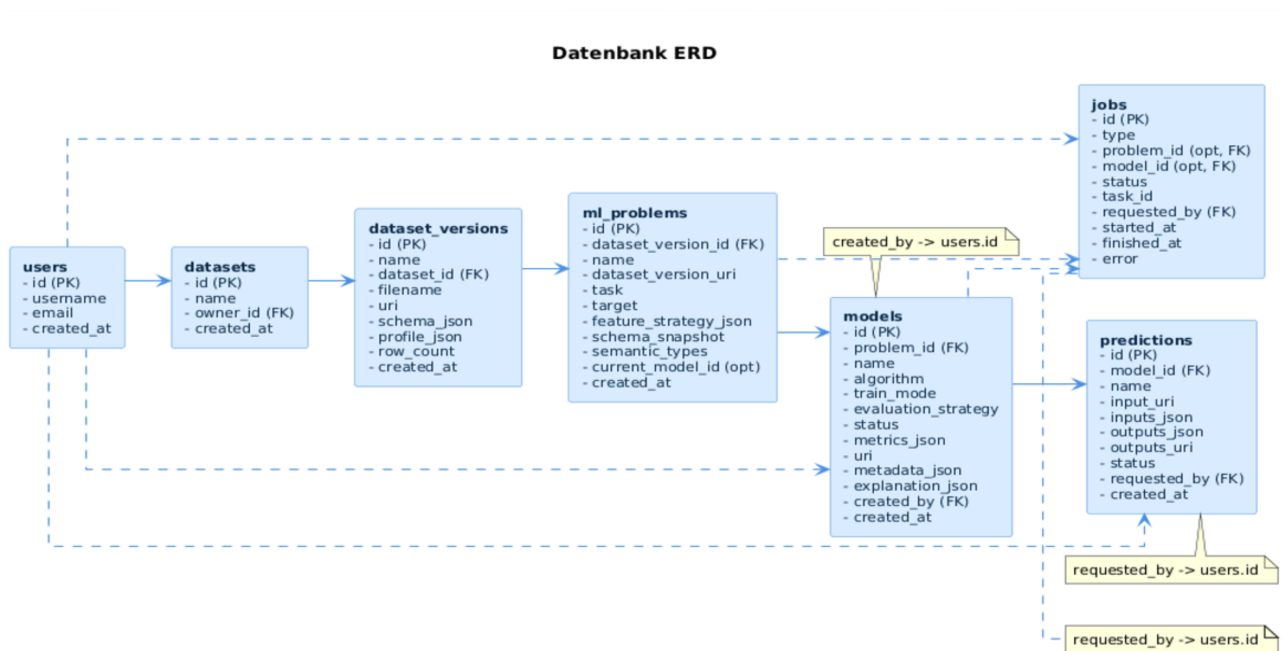 Datenbank ERD
users
- id (PK)
- username
- email
- created_at
datasets
- id (PK)
- name
- owner_id (FK)
- created_at
dataset_versions
- id (PK)
- name
- dataset_id (FK)
- filename
- uri
- schema_json
- profile_json
- row_count
- created_at
ml_problems
- id (PK)
- dataset_version_id (FK)
- name
- dataset_version_uri
- task
- target
- feature_strategy_json
- schema_snapshot
- semantic_types
- current_model_id (opt)
- created_at
created_by -> users.id
models
- id (PK)
- problem_id (FK)
- name
- algorithm
- train_mode
- evaluation_strategy
- status
- metrics_json
- uri
- metadata_json
- explanation_json
- created_by (FK)
- created_at
jobs
- id (PK)
- type
- problem_id (opt, FK)
- model_id (opt, FK)
- status
- task_id
- requested_by (FK)
- started_at
- finished_at
- error
predictions
- id (PK)
- model_id (FK)
- name
- input_uri
- inputs_json
- outputs_json
- outputs_uri
- status
- requested_by (FK)
- created_at
requested_by -> users.id
requested_by -> users.id